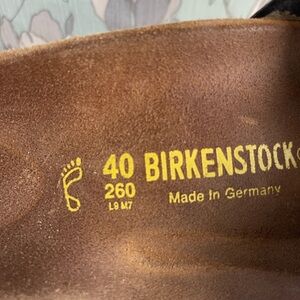 40 BIRKENSTOCK
260 Made In Germany
L9 M7